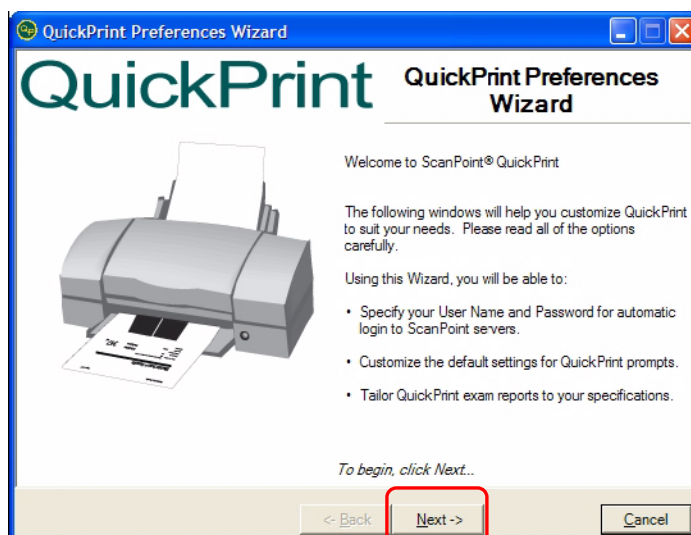 QuickPrint Preferences Wizard
QuickPrint
QuickPrint Preferences
Wizard
Welcome to ScanPoint® QuickPrint
The following windows will help you customize QuickPrint
to suit your needs. Please read all of the options
carefully.
Using this Wizard, you will be able to:
• Specify your User Name and Password for automatic
login to ScanPoint servers.
• Customize the default settings for QuickPrint prompts.
• Tailor QuickPrint exam reports to your specifications.
To begin, click Next...
<- Back
Next ->
Cancel